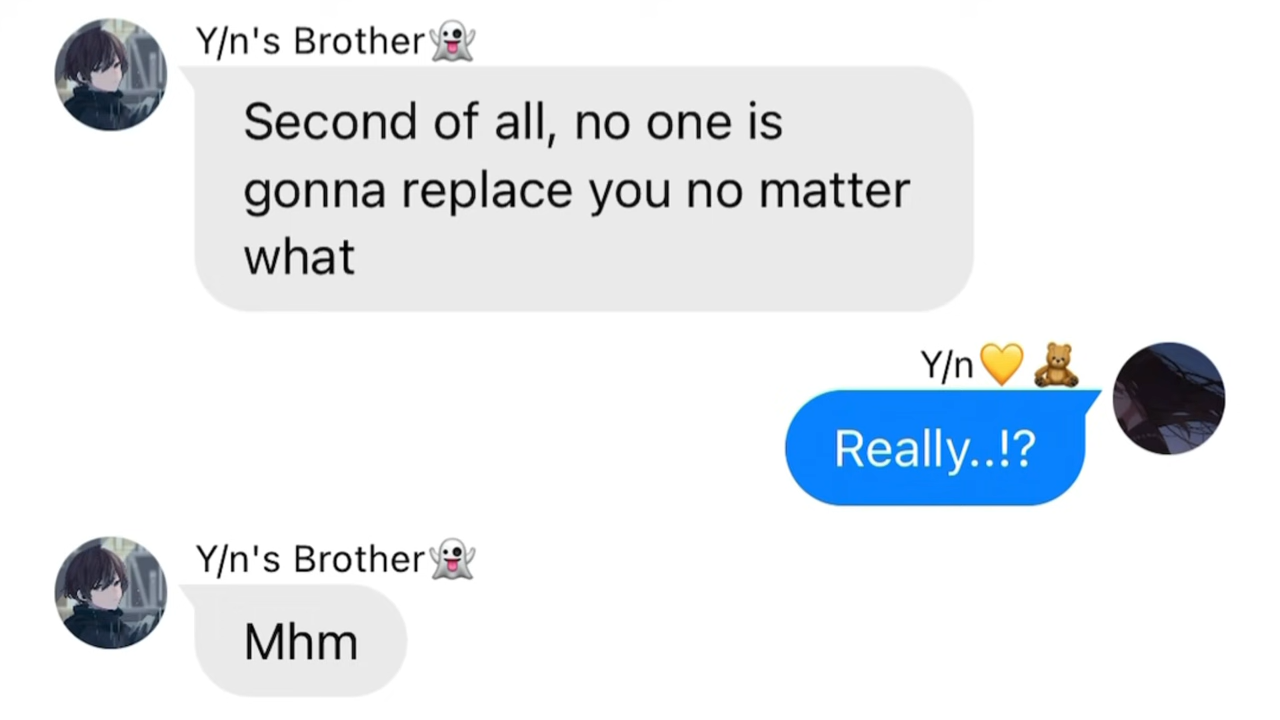 Y/n's Brother👻
Second of all, no one is
gonna replace you no matter
what
Y/n💛🧸
Really..!?
Y/n's Brother👻
Mhm